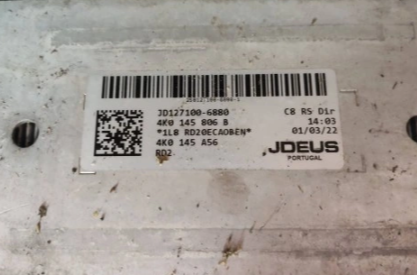 JD127100-6880
C8 RS Dir
4K0 145 806 B
14:03
*1LB RD20ECAOBEN*
01/03/22
4K0 145 A56
JDEUS
PORTUGAL
RD2